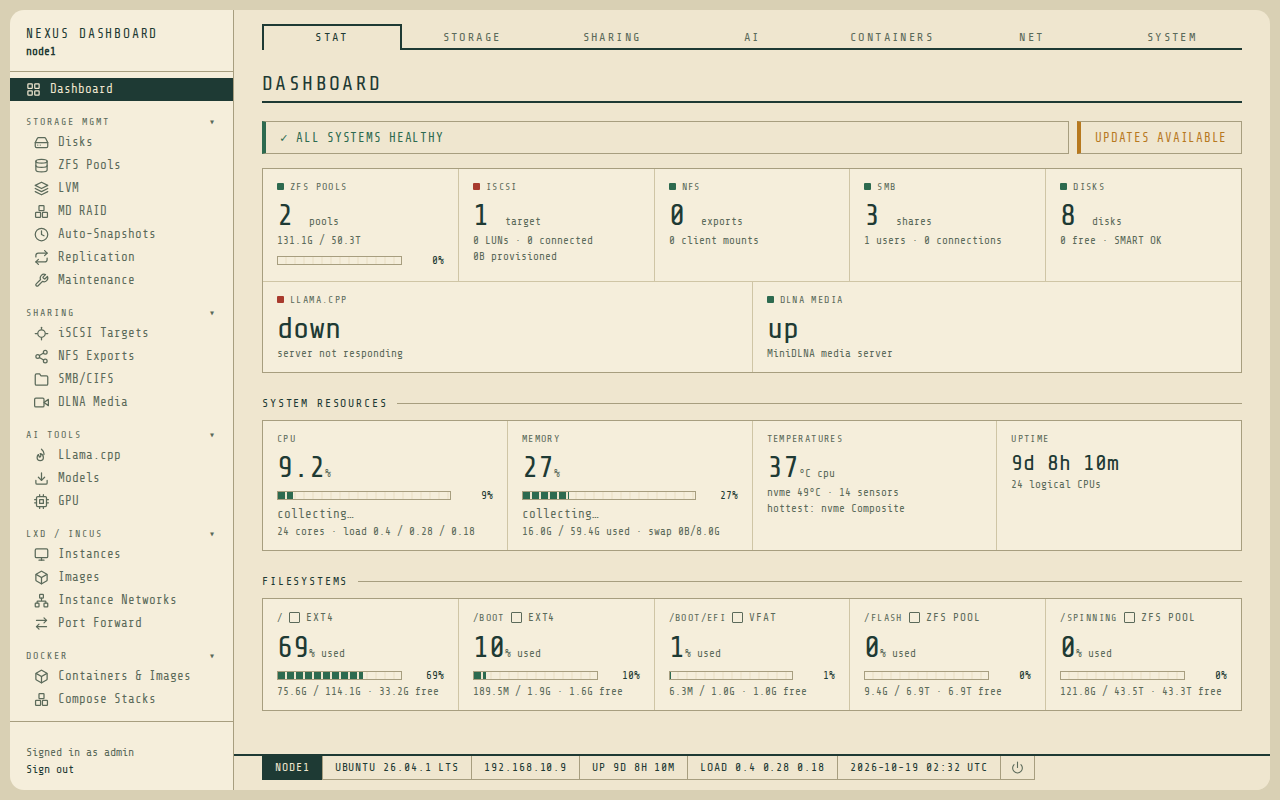 NEXUS DASHBOARD
node1
Dashboard
STORAGE MGMT ▾
Disks
ZFS Pools
LVM
MD RAID
Auto-Snapshots
Replication
Maintenance
SHARING ▾
iSCSI Targets
NFS Exports
SMB/CIFS
DLNA Media
AI TOOLS ▾
LLama.cpp
Models
GPU
LXD / INCUS ▾
Instances
Images
Instance Networks
Port Forward
DOCKER ▾
Containers & Images
Compose Stacks
Signed in as admin
Sign out
STAT STORAGE SHARING AI CONTAINERS NET SYSTEM
DASHBOARD
✓ ALL SYSTEMS HEALTHY
UPDATES AVAILABLE
ZFS POOLS
2 pools
131.1G / 50.3T
0%
ISCSI
1 target
0 LUNs · 0 connected
0B provisioned
NFS
0 exports
0 client mounts
SMB
3 shares
1 users · 0 connections
DISKS
8 disks
0 free · SMART OK
LLAMA.CPP
down
server not responding
DLNA MEDIA
up
MiniDLNA media server
SYSTEM RESOURCES
CPU
9.2%
9%
collecting…
24 cores · load 0.4 / 0.28 / 0.18
MEMORY
27%
27%
collecting…
16.0G / 59.4G used · swap 0B/8.0G
TEMPERATURES
37°C cpu
nvme 49°C · 14 sensors
hottest: nvme Composite
UPTIME
9d 8h 10m
24 logical CPUs
FILESYSTEMS
/ EXT4
69% used
69%
75.6G / 114.1G · 33.2G free
/BOOT EXT4
10% used
10%
189.5M / 1.9G · 1.6G free
/BOOT/EFI VFAT
1% used
1%
6.3M / 1.0G · 1.0G free
/FLASH ZFS POOL
0% used
0%
9.4G / 6.9T · 6.9T free
/SPINNING ZFS POOL
0% used
0%
121.8G / 43.5T · 43.3T free
NODE1 UBUNTU 26.04.1 LTS 192.168.10.9 UP 9D 8H 10M LOAD 0.4 0.28 0.18 2026-10-19 02:32 UTC